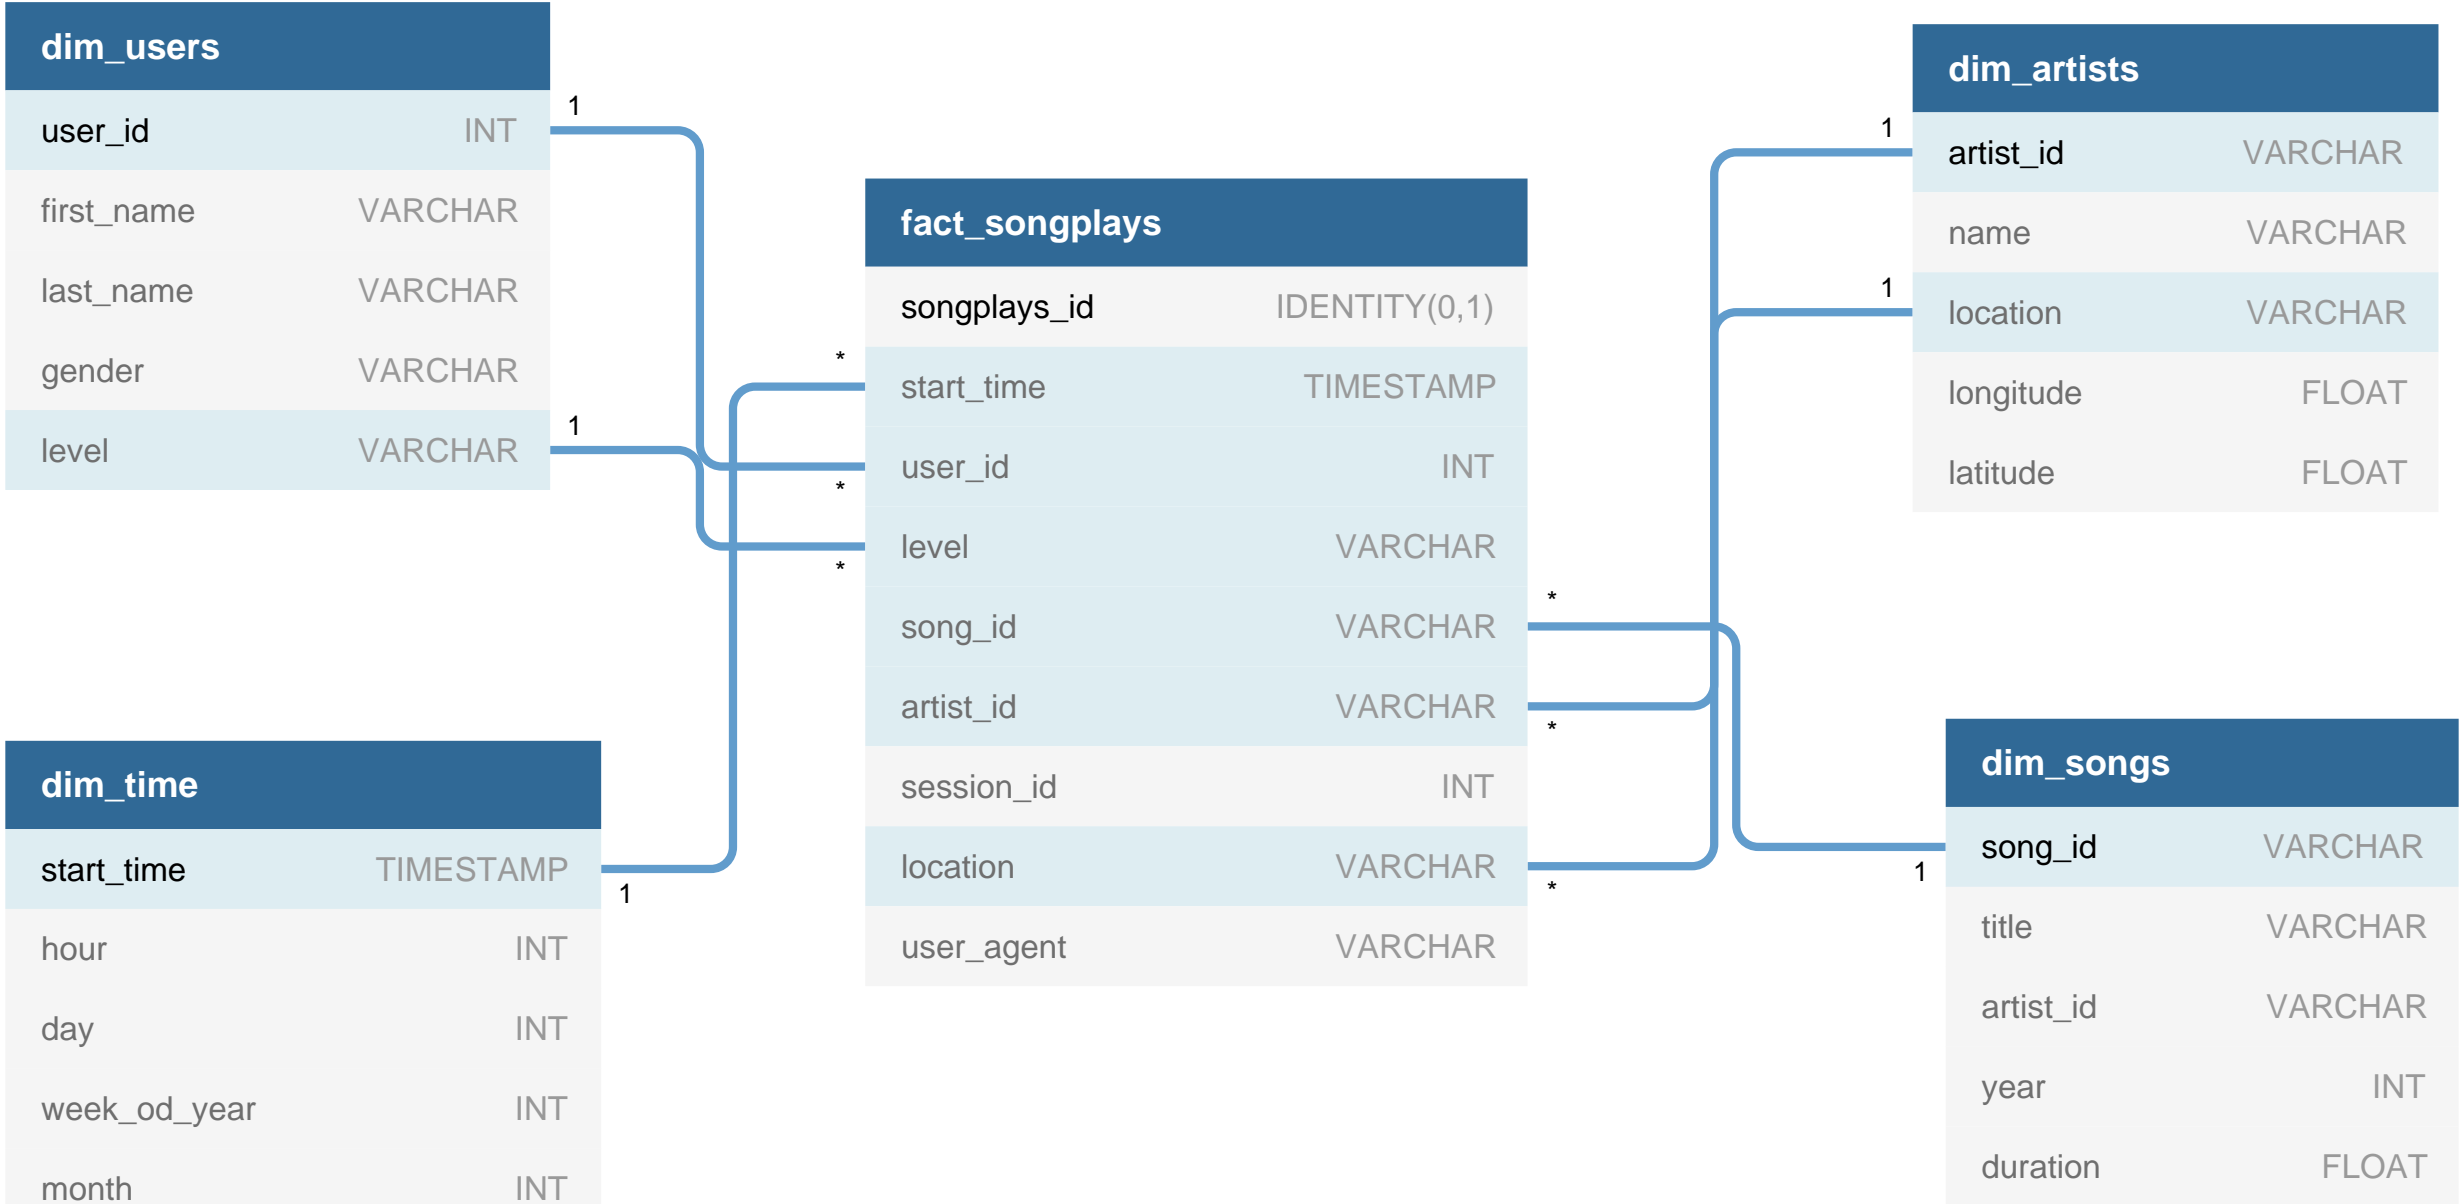 dim_users
user_id INT
first_name VARCHAR
last_name VARCHAR
gender VARCHAR
level VARCHAR
1
1
dim_time
start_time TIMESTAMP
hour INT
day INT
week_od_year INT
month INT
1
fact_songplays
songplays_id IDENTITY(0,1)
start_time TIMESTAMP
user_id INT
level VARCHAR
song_id VARCHAR
artist_id VARCHAR
session_id INT
location VARCHAR
user_agent VARCHAR
*
*
*
*
*
*
dim_artists
artist_id VARCHAR
name VARCHAR
location VARCHAR
longitude FLOAT
latitude FLOAT
1
1
dim_songs
song_id VARCHAR
title VARCHAR
artist_id VARCHAR
year INT
duration FLOAT
1